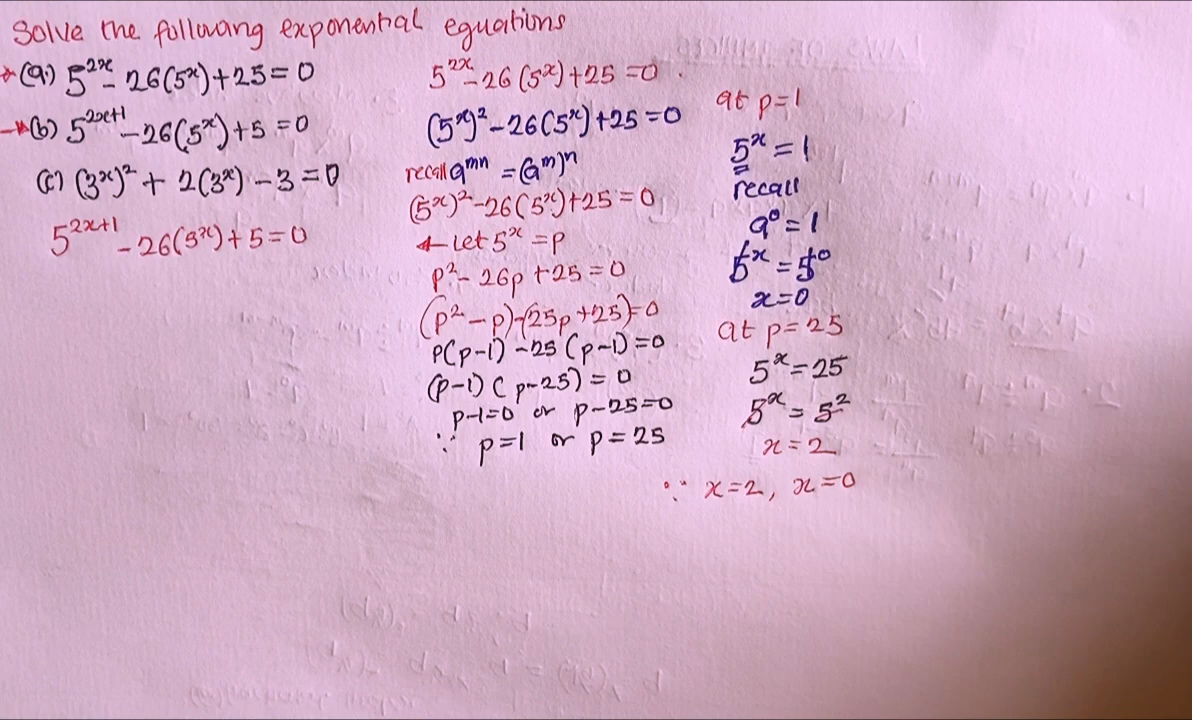 Solve the following exponential equations
(a.) 5^{2x} - 26(5^x)+25=0
(b) 5^{2x+1} - 26(5^x)+5=0
(c) (3^x)^2 + 2(3^x) - 3=0
5^{2x+1} - 26(5^x)+5=0
5^{2x} - 26(5^x)+25=0.
(5^x)^2 - 26(5^x)+25=0
recall a^{mn} = (a^m)^n
(5^x)^2 - 26(5^x)+25=0
Let 5^x = p
p^2 - 26p + 25=0
(p^2 - p)-(25p+25)=0
p(p-1) -25(p-1)=0
(p-1)(p-25)=0
p-1=0 or p-25=0
∵ p=1 or p=25
at p=1
5^x = 1
recall
a^0=1
5^x = 5^0
x=0
at p=25
5^x=25
5^x = 5^2
x=2
∵ x=2, x=0